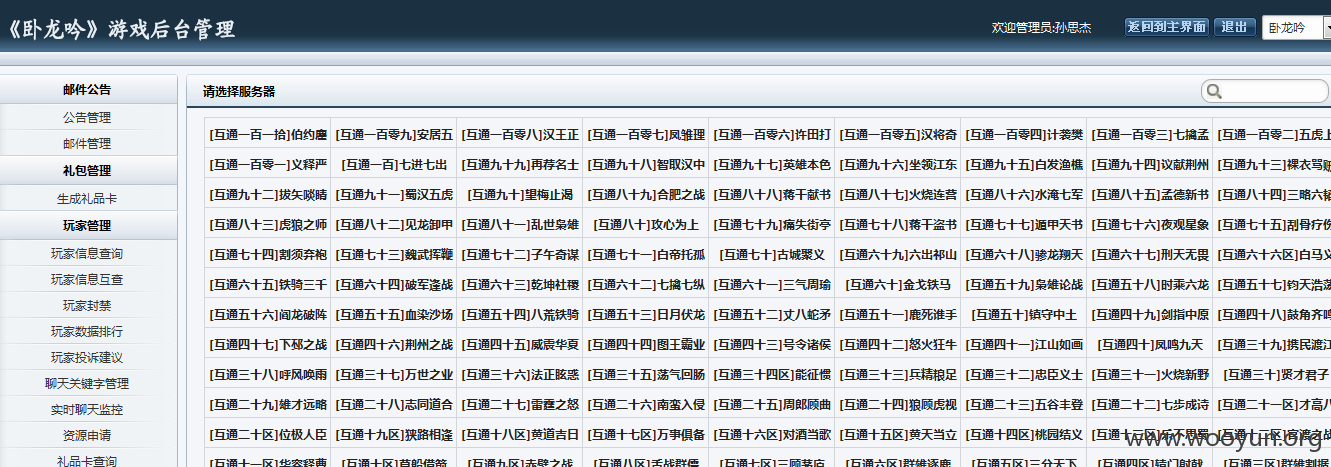 《卧龙吟》游戏后台管理
欢迎管理员:孙思杰 返回到主界面 退出 卧龙吟
邮件公告
公告管理
邮件管理
礼包管理
生成礼品卡
玩家管理
玩家信息查询
玩家信息互查
玩家封禁
玩家数据排行
玩家投诉建议
聊天关键字管理
实时聊天监控
资源申请
礼品卡查询
请选择服务器
[互通一百一拾]伯约鏖 [互通一百零九]安居五 [互通一百零八]汉王正 [互通一百零七]凤雏理 [互通一百零六]许田打 [互通一百零五]汉将奇 [互通一百零四]计袭樊 [互通一百零三]七擒孟 [互通一百零二]五虎上
[互通一百零一]义释严 [互通一百]七进七出 [互通九十九]再荐名士 [互通九十八]智取汉中 [互通九十七]英雄本色 [互通九十六]坐领江东 [互通九十五]白发渔樵 [互通九十四]议献荆州 [互通九十三]裸衣骂贼
[互通九十二]拔矢啖睛 [互通九十一]蜀汉五虎 [互通九十]望梅止渴 [互通八十九]合肥之战 [互通八十八]蒋干献书 [互通八十七]火烧连营 [互通八十六]水淹七军 [互通八十五]孟德新书 [互通八十四]三略六韬
[互通八十三]虎狼之师 [互通八十二]见龙卸甲 [互通八十一]乱世枭雄 [互通八十]攻心为上 [互通七十九]痛失街亭 [互通七十八]蒋干盗书 [互通七十七]遁甲天书 [互通七十六]夜观星象 [互通七十五]刮骨疗伤
[互通七十四]割须弃袍 [互通七十三]魏武挥鞭 [互通七十二]子午奇谋 [互通七十一]白帝托孤 [互通七十]古城聚义 [互通六十九]六出祁山 [互通六十八]骖龙翔天 [互通六十七]刑天无畏 [互通六十六区]白马义
[互通六十五]铁骑三千 [互通六十四]破军逢战 [互通六十三]乾坤社稷 [互通六十二]七擒七纵 [互通六十一]三气周瑜 [互通六十]金戈铁马 [互通五十九]枭雄论战 [互通五十八]时乘六龙 [互通五十七]钧天浩荡
[互通五十六]阎龙破阵 [互通五十五]血染沙场 [互通五十四]八荒铁骑 [互通五十三]日月伏龙 [互通五十二]丈八蛇矛 [互通五十一]鹿死谁手 [互通五十]镇守中土 [互通四十九]剑指中原 [互通四十八]鼓角齐鸣
[互通四十七]下邳之战 [互通四十六]荆州之战 [互通四十五]威震华夏 [互通四十四]图王霸业 [互通四十三]号令诸侯 [互通四十二]怒火狂牛 [互通四十一]江山如画 [互通四十]凤鸣九天 [互通三十九]携民渡江
[互通三十八]呼风唤雨 [互通三十七]万世之业 [互通三十六]法正眩惑 [互通三十五]荡气回肠 [互通三十四区]能征惯 [互通三十三]兵精粮足 [互通三十二]忠臣义士 [互通三十一]火烧新野 [互通三十]贤才君子
[互通二十九]雄才远略 [互通二十八]志同道合 [互通二十七]雷霆之怒 [互通二十六]南蛮入侵 [互通二十五]周郎顾曲 [互通二十四]狼顾虎视 [互通二十三]五谷丰登 [互通二十二]七步成诗 [互通二十一区]才高八
[互通二十区]位极人臣 [互通十九区]狭路相逢 [互通十八区]黄道吉日 [互通十七区]万事俱备 [互通十六区]对酒当歌 [互通十五区]黄天当立 [互通十四区]桃园结义 [互通十三区]乐不思蜀 [互通十二区]官渡之战
[互通十一区]华容释曹 [互通十区]草船借箭 [互通九区]赤壁之战 [互通八区]舌战群儒 [互通七区]三顾茅庐 [互通六区]群雄逐鹿 [互通五区]三分天下 [互通四区]辕门射戟 [互通三区]群雄割据
www.wooyun.org